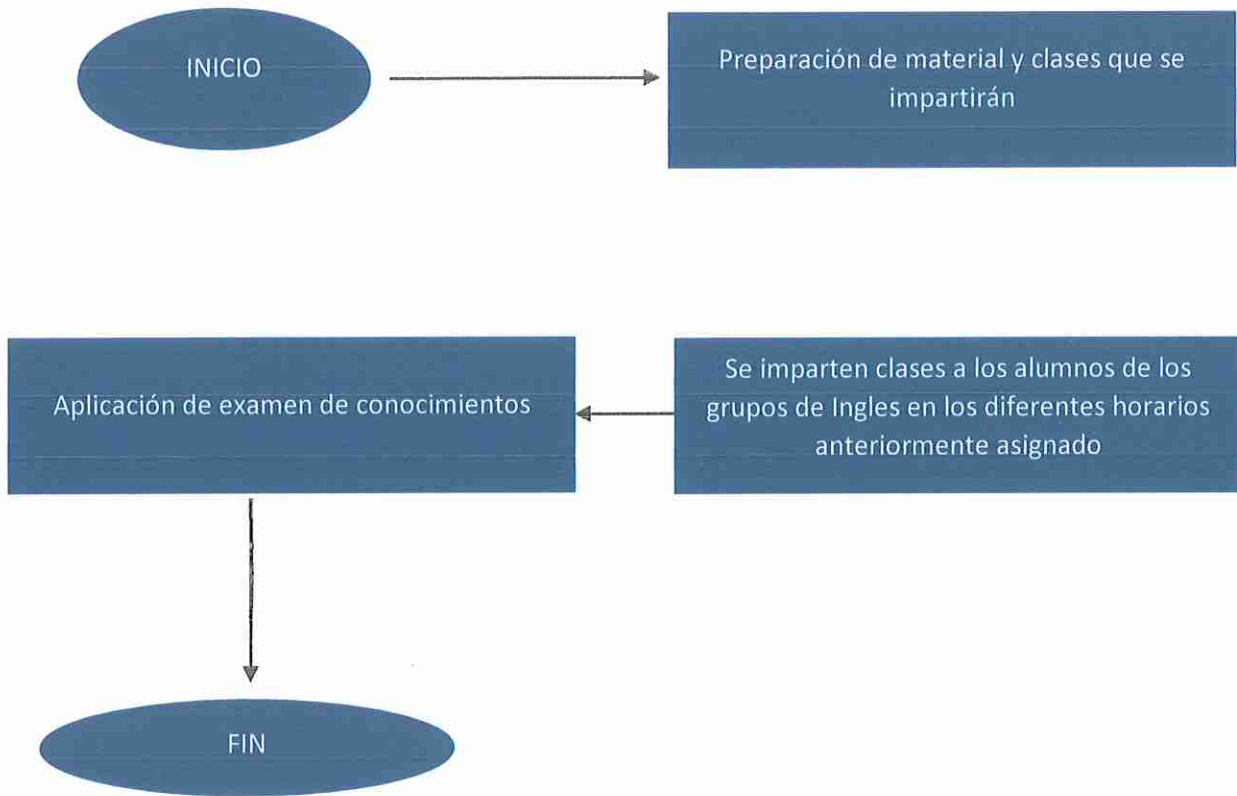 INICIO
Preparación de material y clases que se
impartirán
Se imparten clases a los alumnos de los
grupos de Ingles en los diferentes horarios
anteriormente asignado
Aplicación de examen de conocimientos
FIN